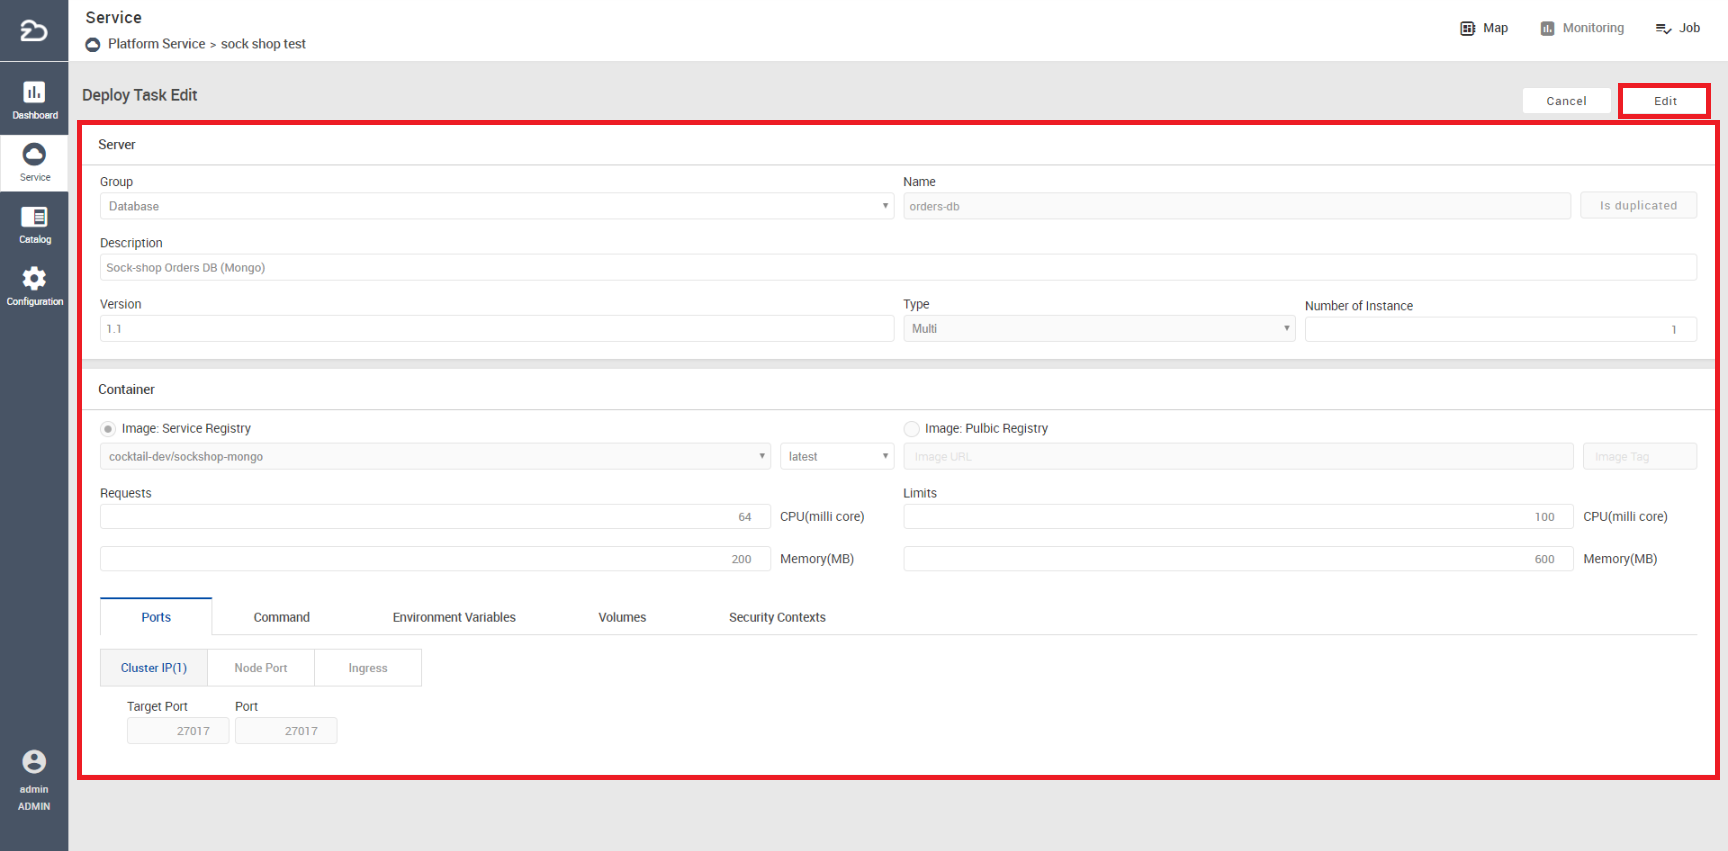 Service
Platform Service > sock shop test
Map
Monitoring
Job
Dashboard
Service
Catalog
Configuration
admin
ADMIN
Deploy Task Edit
Cancel
Edit
Server
Group
Name
Database
orders-db
Is duplicated
Description
Sock-shop Orders DB (Mongo)
Version
Type
Number of Instance
1.1
Multi
1
Container
Image: Service Registry
Image: Pulbic Registry
cocktail-dev/sockshop-mongo
latest
Image URL
Image Tag
Requests
Limits
64 CPU(milli core)
100 CPU(milli core)
200 Memory(MB)
600 Memory(MB)
Ports
Command
Environment Variables
Volumes
Security Contexts
Cluster IP(1)
Node Port
Ingress
Target Port
Port
27017
27017